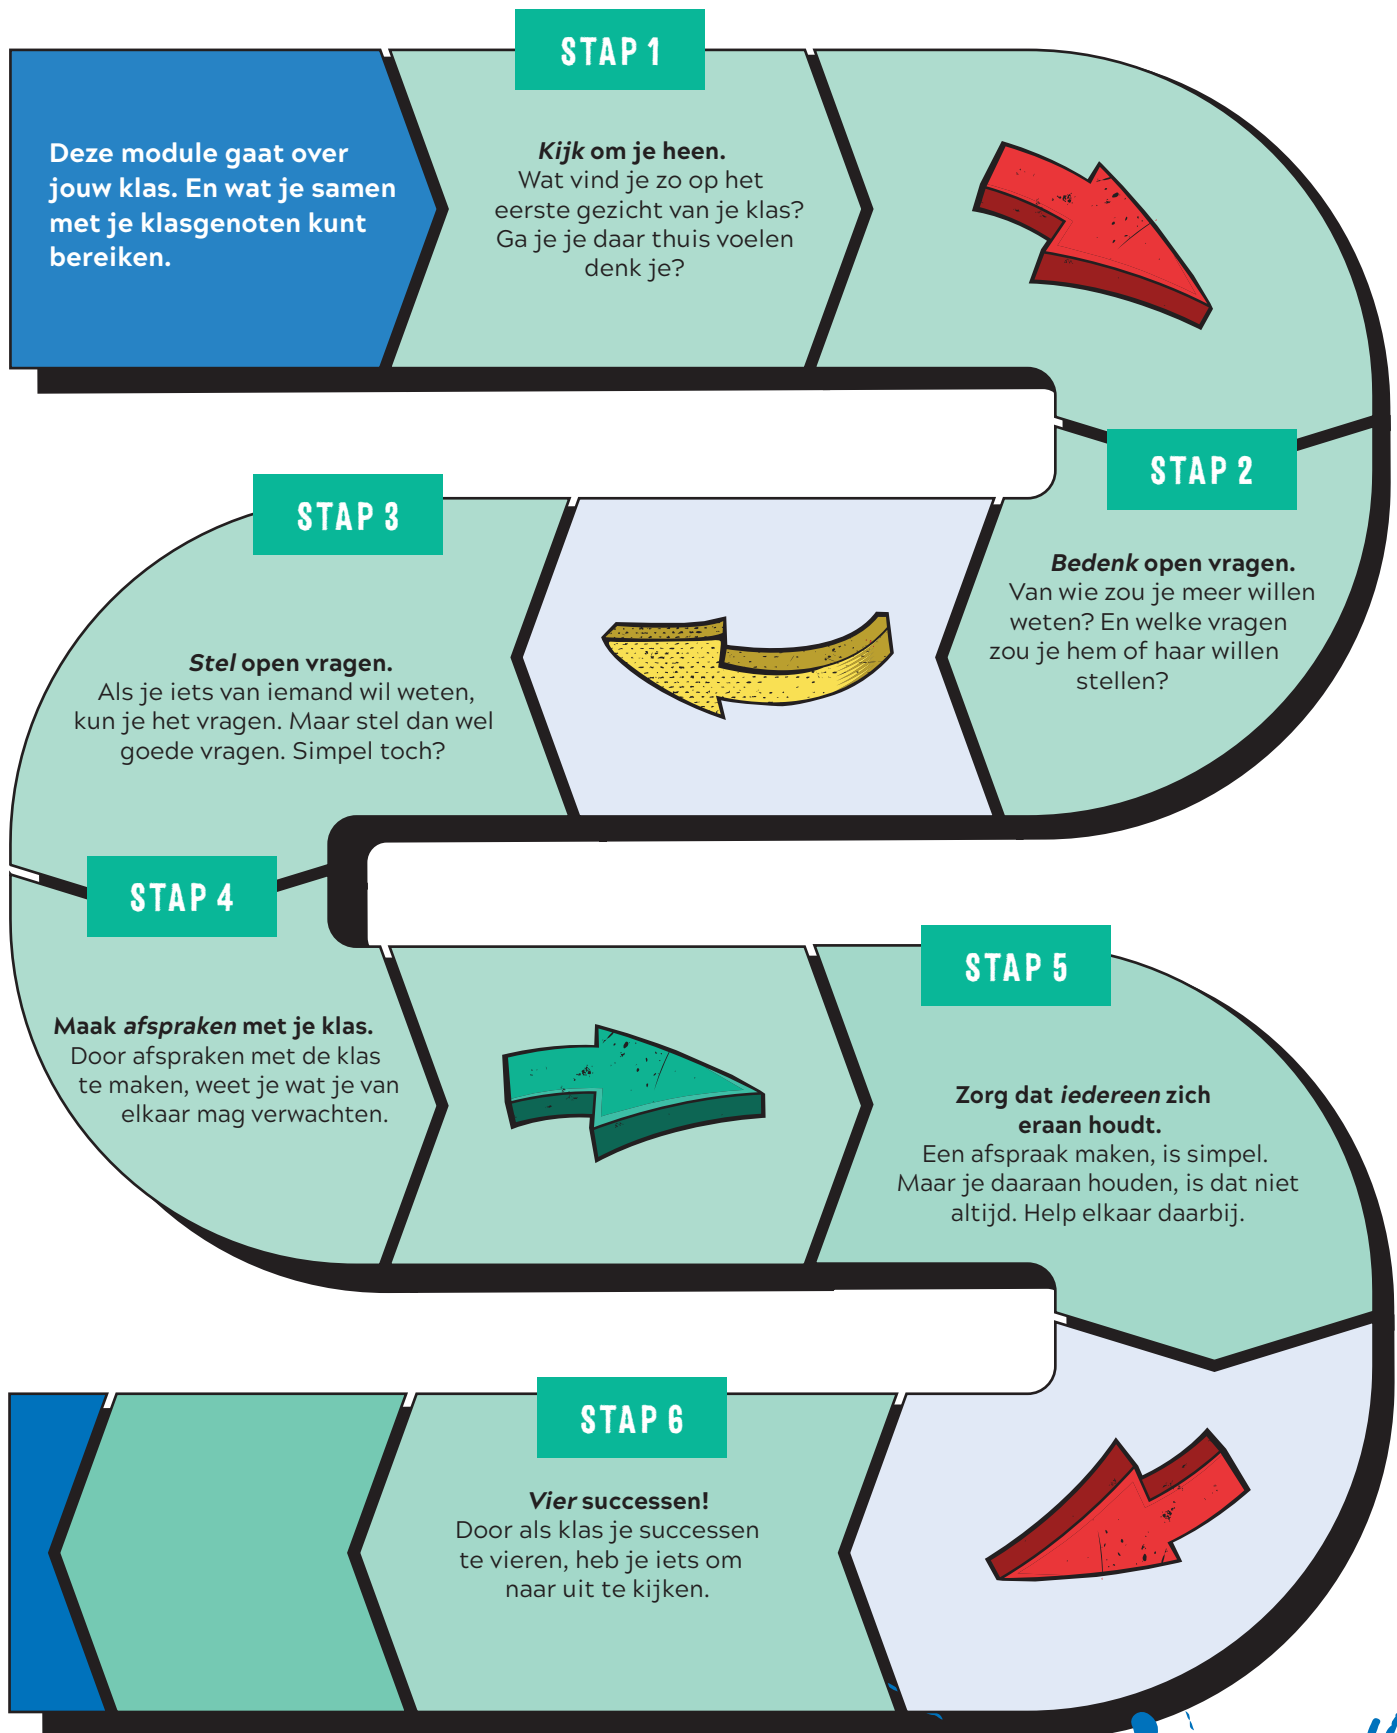 Deze module gaat over
jouw klas. En wat je samen
met je klasgenoten kunt
bereiken.
STAP 1
Kijk om je heen.
Wat vind je zo op het
eerste gezicht van je klas?
Ga je je daar thuis voelen
denk je?
STAP 2
Bedenk open vragen.
Van wie zou je meer willen
weten? En welke vragen
zou je hem of haar willen
stellen?
STAP 3
Stel open vragen.
Als je iets van iemand wil weten,
kun je het vragen. Maar stel dan wel
goede vragen. Simpel toch?
STAP 4
Maak afspraken met je klas.
Door afspraken met de klas
te maken, weet je wat je van
elkaar mag verwachten.
STAP 5
Zorg dat iedereen zich
eraan houdt.
Een afspraak maken, is simpel.
Maar je daaraan houden, is dat niet
altijd. Help elkaar daarbij.
STAP 6
Vier successen!
Door als klas je successen
te vieren, heb je iets om
naar uit te kijken.